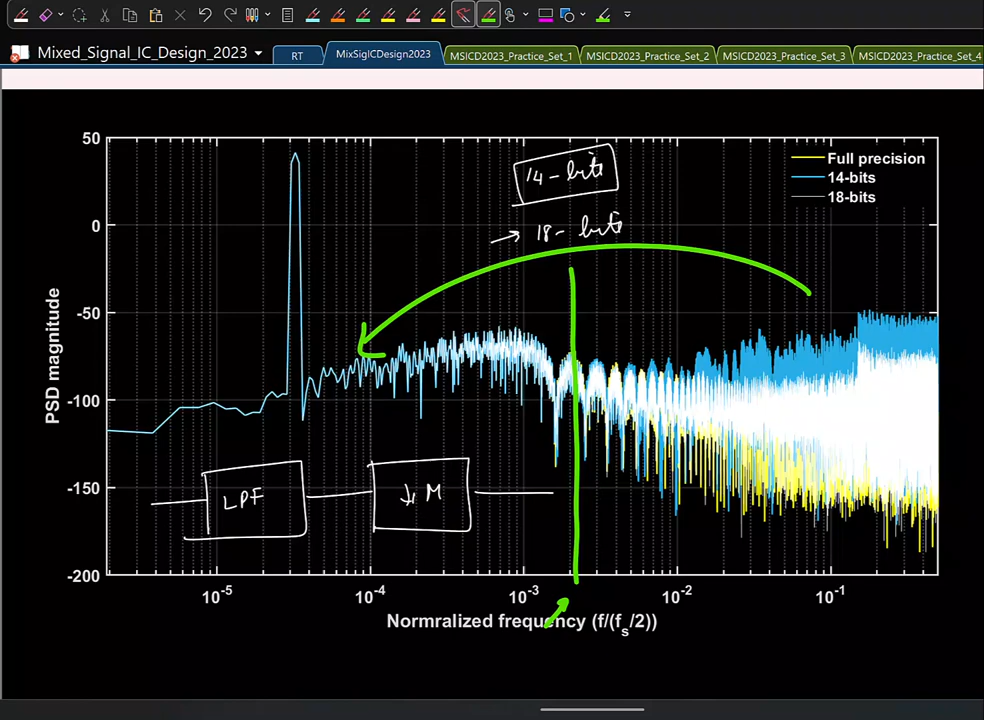 Mixed_Signal_IC_Design_2023
RT
MixSigICDesign2023
MSICD2023_Practice_Set_1
MSICD2023_Practice_Set_2
MSICD2023_Practice_Set_3
MSICD2023_Practice_Set_4
50
0
-50
-100
-150
-200
PSD magnitude
Full precision
14-bits
18-bits
14-bit
→ 18-bit
LPF
↓ M
10-5
10-4
10-3
10-2
10-1
Normralized frequency (f/(fs/2))